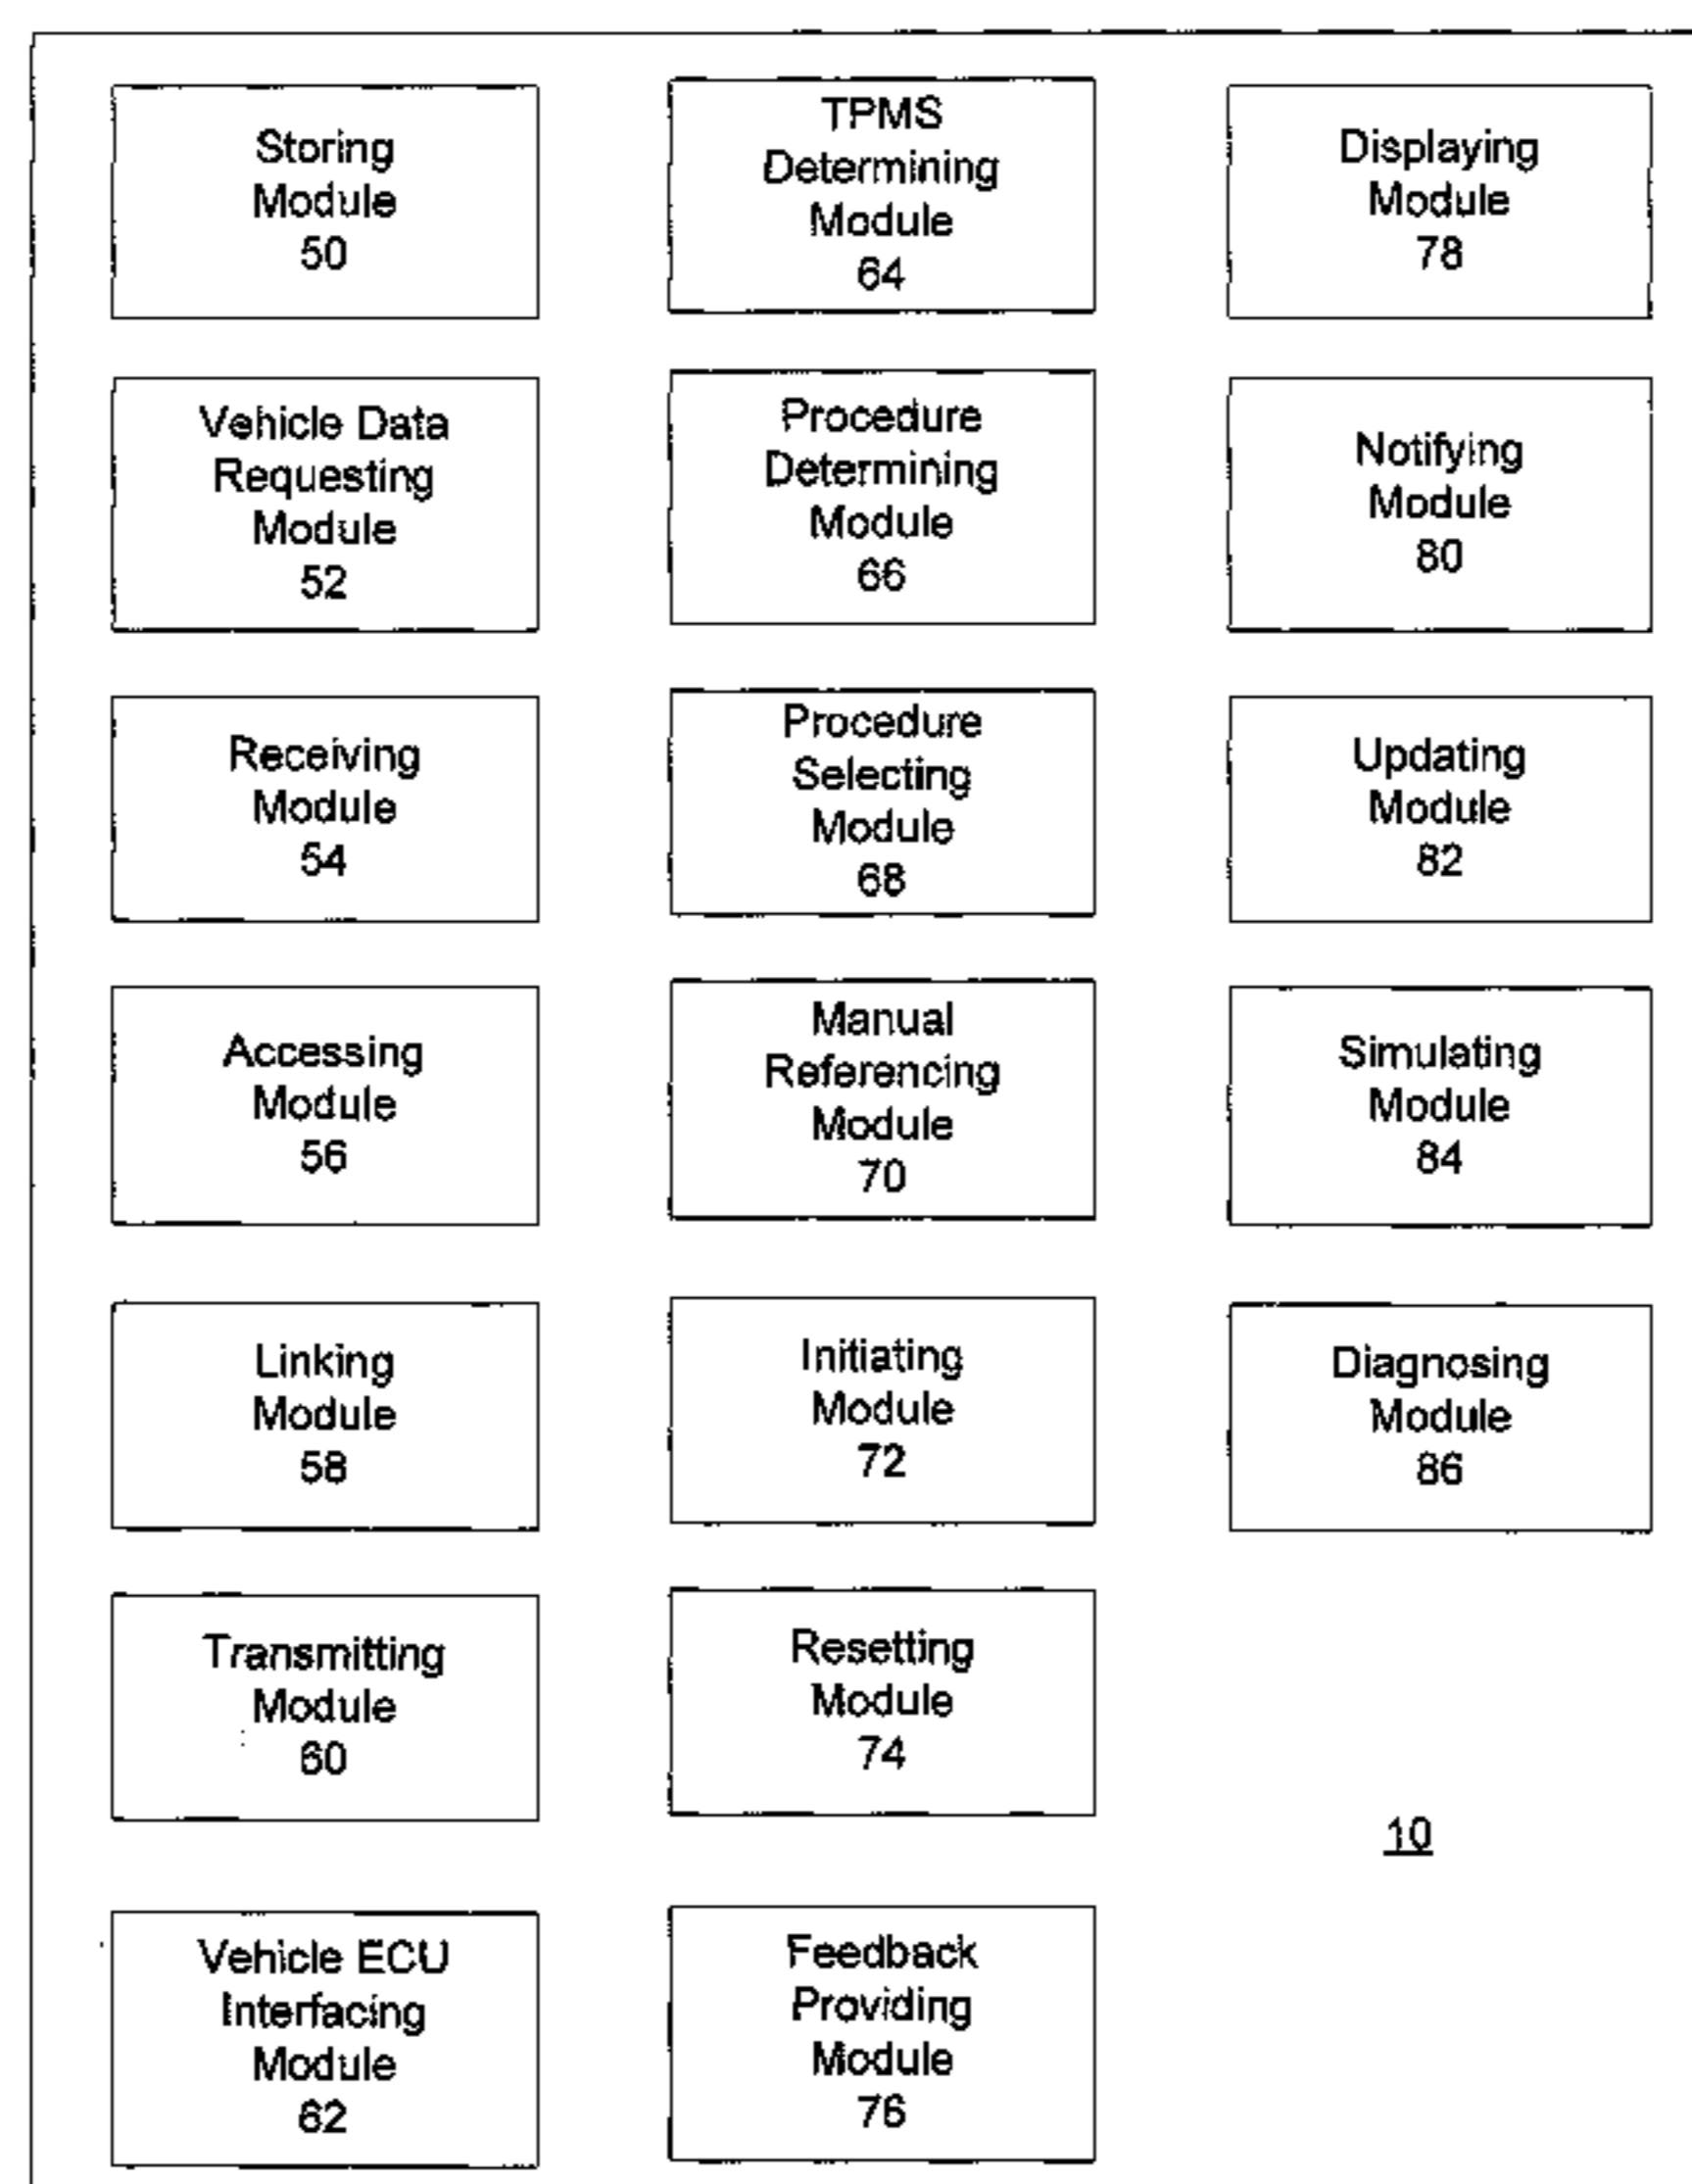 Storing
Module
50
Vehicle Data
Requesting
Module
52
Receiving
Module
54
Accessing
Module
56
Linking
Module
58
Transmitting
Module
60
Vehicle ECU
Interfacing
Module
62
TPMS
Determining
Module
64
Procedure
Determining
Module
66
Procedure
Selecting
Module
68
Manual
Referencing
Module
70
Initiating
Module
72
Resetting
Module
74
Feedback
Providing
Module
76
Displaying
Module
78
Notifying
Module
80
Updating
Module
82
Simulating
Module
84
Diagnosing
Module
86
10